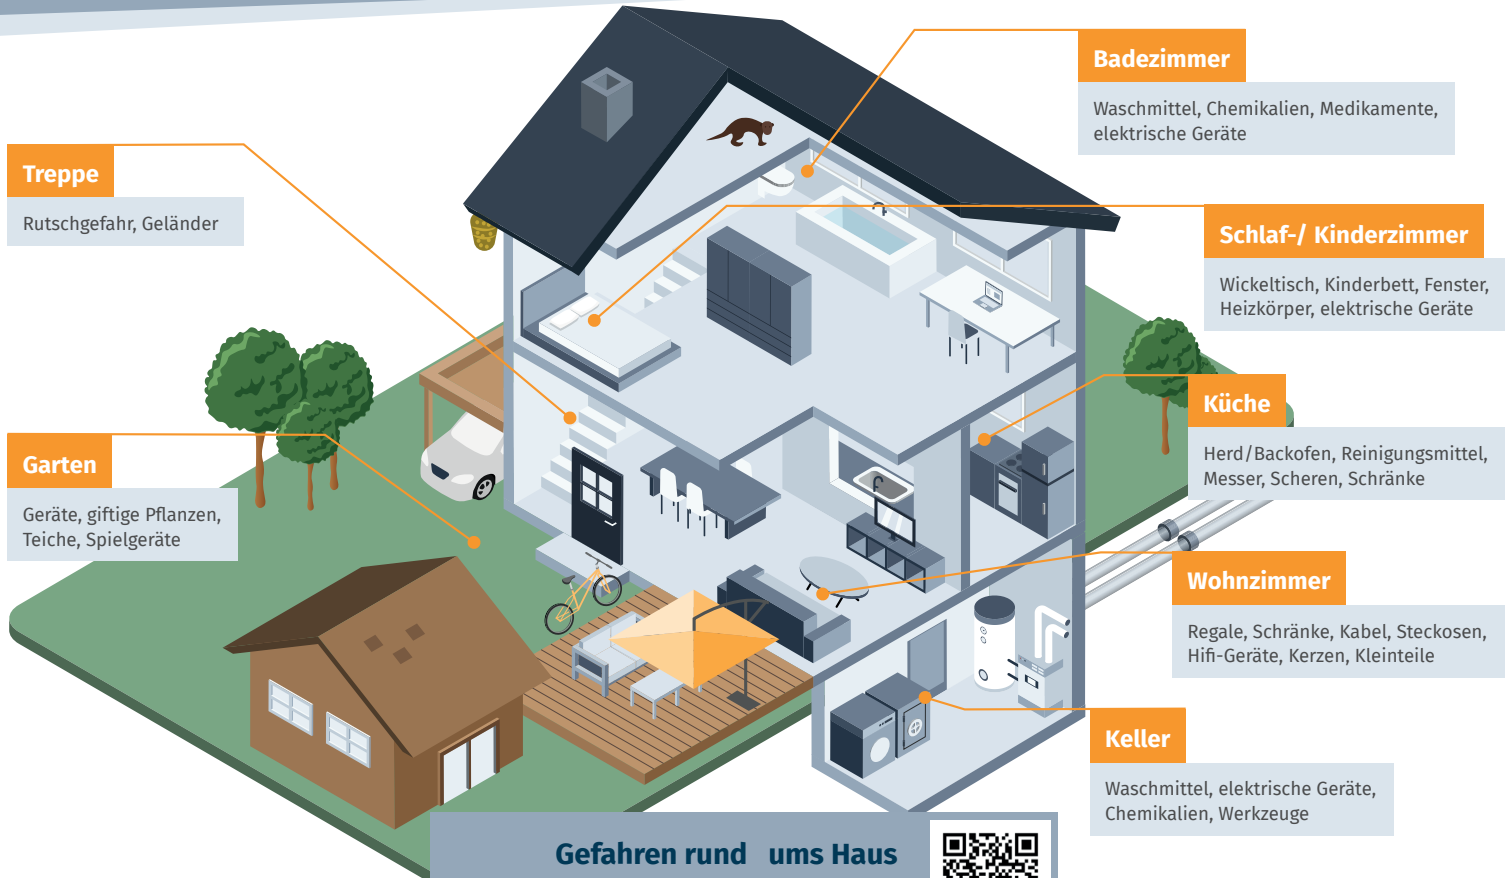 Badezimmer
Waschmittel, Chemikalien, Medikamente,
elektrische Geräte
Treppe
Rutschgefahr, Geländer
Schlaf-/ Kinderzimmer
Wickeltisch, Kinderbett, Fenster,
Heizkörper, elektrische Geräte
Küche
Herd/Backofen, Reinigungsmittel,
Messer, Scheren, Schränke
Garten
Geräte, giftige Pflanzen,
Teiche, Spielgeräte
Wohnzimmer
Regale, Schränke, Kabel, Steckosen,
Hifi-Geräte, Kerzen, Kleinteile
Keller
Waschmittel, elektrische Geräte,
Chemikalien, Werkzeuge
Gefahren rund ums Haus